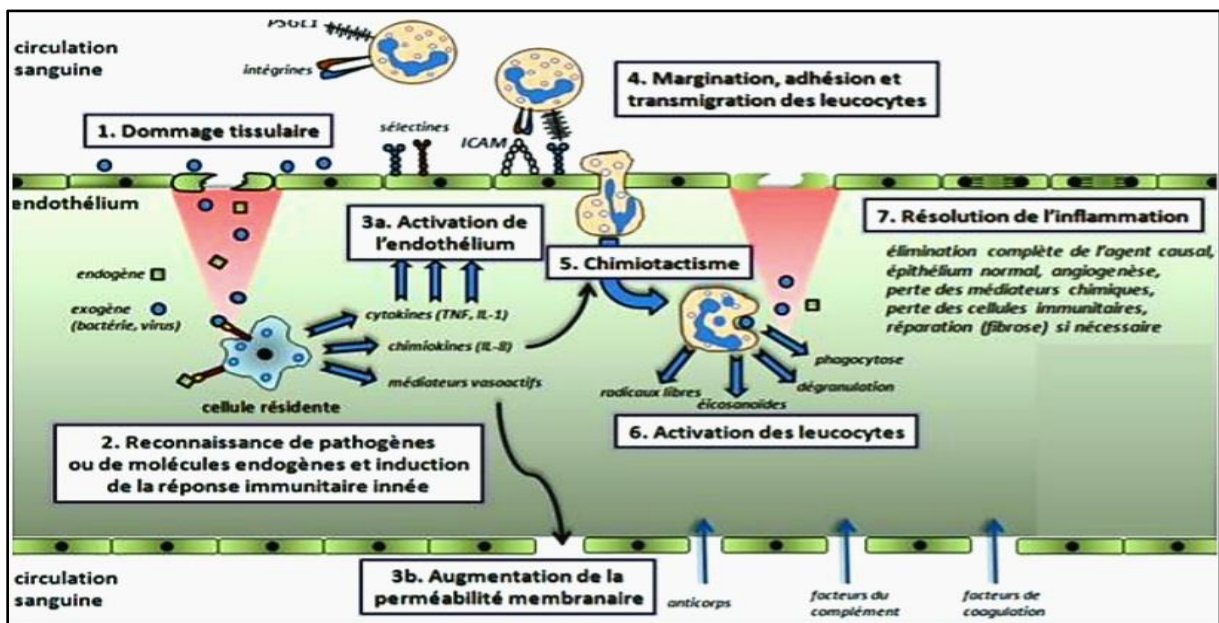 PSGL1
circulation
sanguine
intégrines
4. Margination, adhésion et
transmigration des leucocytes
1. Dommage tissulaire
sélectines
ICAM
endothélium
3a. Activation de
l'endothélium
7. Résolution de l'inflammation
élimination complète de l'agent causal,
épithélium normal, angiogenèse,
perte des médiateurs chimiques,
perte des cellules immunitaires,
réparation (fibrose) si nécessaire
5. Chimiotactisme
endogène
exogène
(bactérie, virus)
cytokines (TNF, IL-1)
chimiokines (IL-8)
médiateurs vasoactifs
cellule résidente
phagocytose
dégranulation
radicaux libres
éicosanoïdes
6. Activation des leucocytes
2. Reconnaissance de pathogènes
ou de molécules endogènes et induction
de la réponse immunitaire innée
circulation
sanguine
3b. Augmentation de la
perméabilité membranaire
anticorps
facteurs du
complément
facteurs de
coagulation